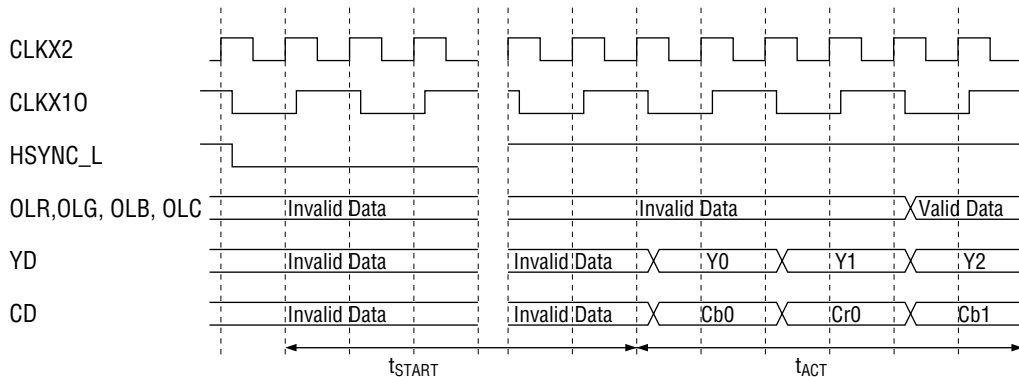 CLKX2
CLKX1O
HSYNC_L
OLR,OLG, OLB, OLC Invalid Data Invalid Data Valid Data
YD Invalid Data Invalid Data Y0 Y1 Y2
CD Invalid Data Invalid Data Cb0 Cr0 Cb1
tSTART tACT